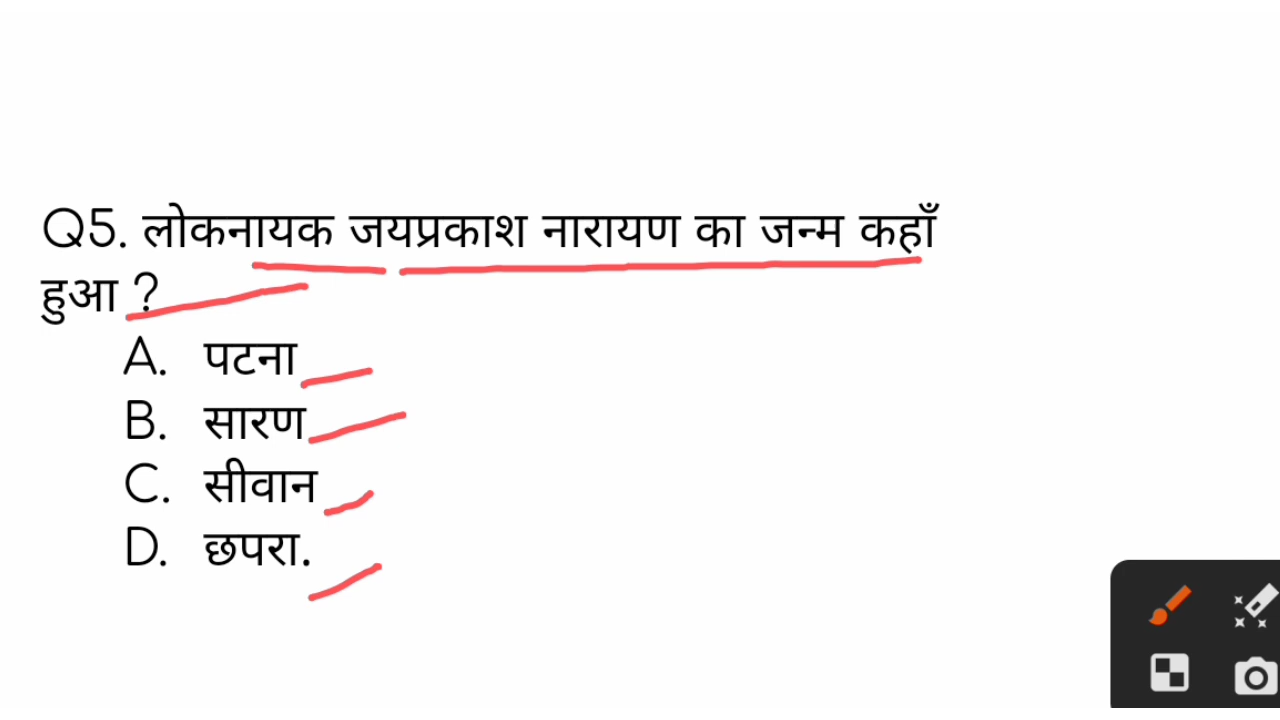 Q5. लोकनायक जयप्रकाश नारायण का जन्म कहाँ
हुआ ?
A. पटना
B. सारण
C. सीवान
D. छपरा.